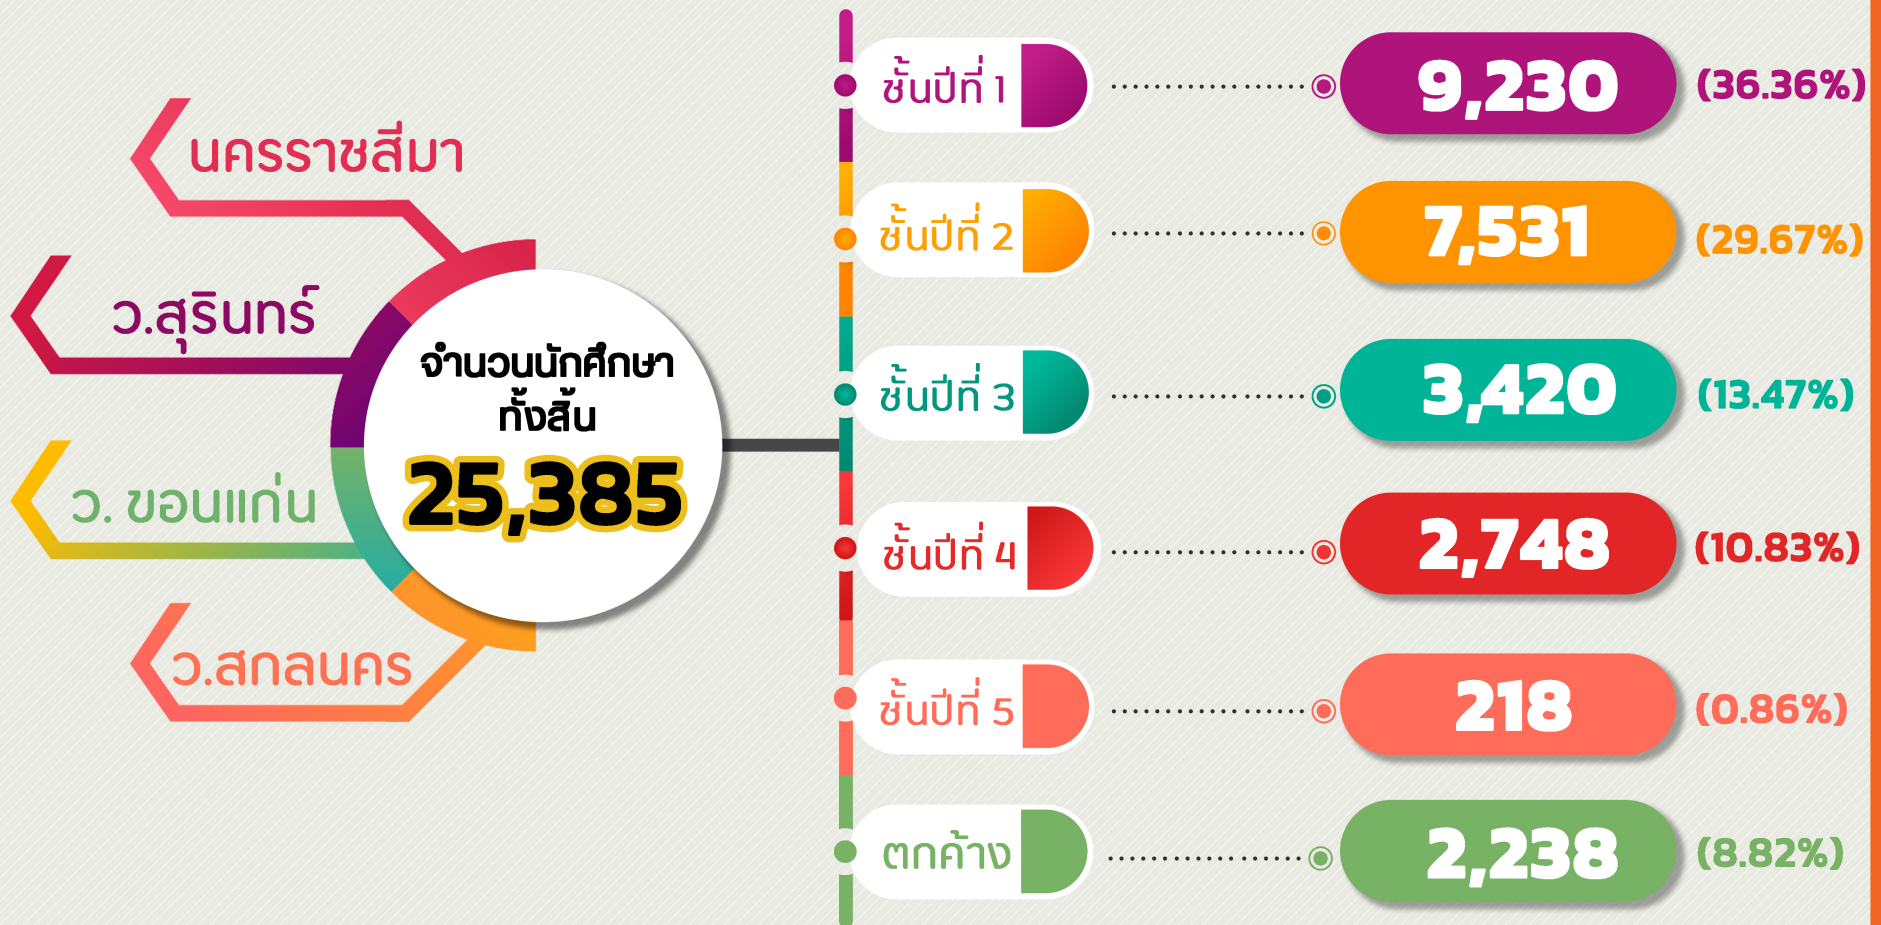 นครราชสีมา
ว.สุรินทร์
ว. ขอนแก่น
ว.สกลนคร
จำนวนนักศึกษา
ทั้งสิ้น
25,385
ชั้นปีที่ 1 9,230 (36.36%)
ชั้นปีที่ 2 7,531 (29.67%)
ชั้นปีที่ 3 3,420 (13.47%)
ชั้นปีที่ 4 2,748 (10.83%)
ชั้นปีที่ 5 218 (0.86%)
ตกค้าง 2,238 (8.82%)